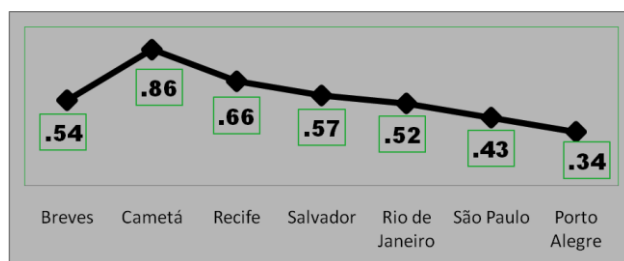 .54
.86
.66
.57
.52
.43
.34
Breves
Cametá
Recife
Salvador
Rio de
Janeiro
São Paulo
Porto
Alegre